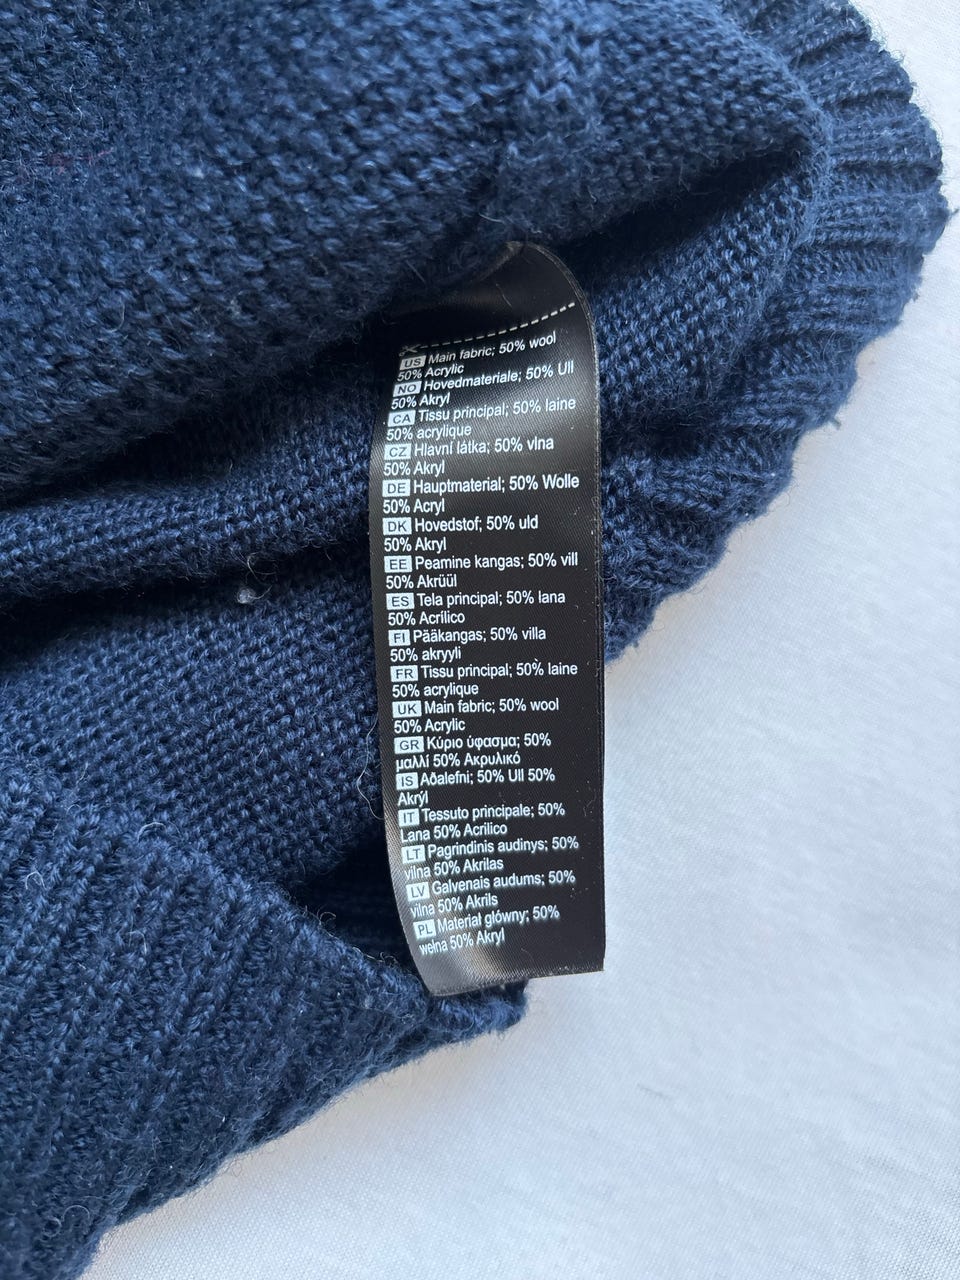 US Main fabric; 50% wool
50% Acrylic
NO Hovedmateriale; 50% Ull
50% Akryl
CA Tissu principal; 50% laine
50% acrylique
CZ Hlavní látka; 50% vlna
50% Akryl
DE Hauptmaterial; 50% Wolle
50% Acryl
DK Hovedstof; 50% uld
50% Akryl
EE Peamine kangas; 50% vill
50% Akrüül
ES Tela principal; 50% lana
50% Acrílico
FI Pääkangas; 50% villa
50% akryyli
FR Tissu principal; 50% laine
50% acrylique
UK Main fabric; 50% wool
50% Acrylic
GR Κύριο ύφασμα; 50%
μαλλί 50% Ακρυλικό
IS Aðalefni; 50% Ull 50%
Akrýl
IT Tessuto principale; 50%
Lana 50% Acrilico
LT Pagrindinis audinys; 50%
vilna 50% Akrilas
LV Galvenais audums; 50%
vilna 50% Akrils
PL Materiał główny; 50%
wełna 50% Akryl